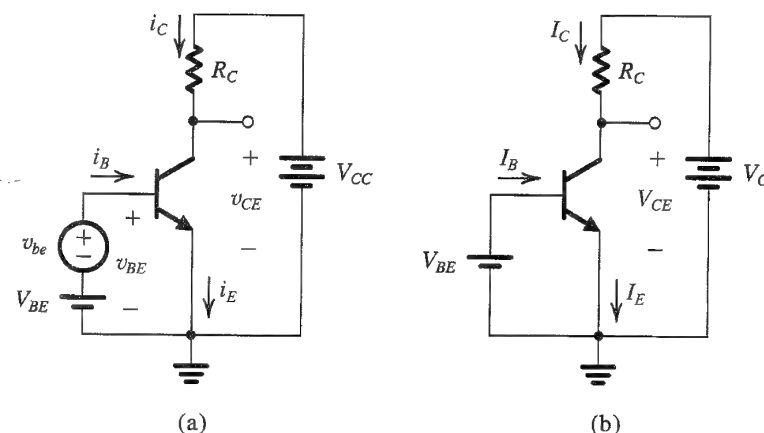 i_C
R_C
i_B
+
v_CE
−
V_CC
v_be
+
−
+
v_BE
−
V_BE
i_E
(a)
I_C
R_C
I_B
+
V_CE
−
V_BE
I_E
(b)